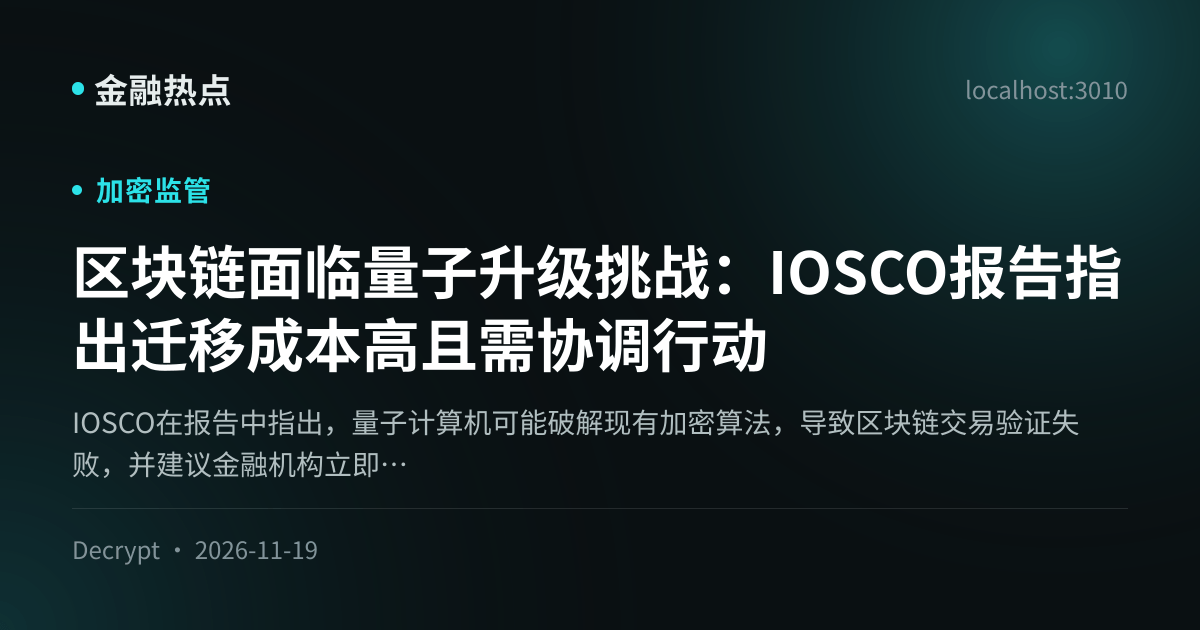 金融热点
localhost:3010
加密监管
区块链面临量子升级挑战：IOSCO报告指
出迁移成本高且需协调行动
IOSCO在报告中指出，量子计算机可能破解现有加密算法，导致区块链交易验证失
败，并建议金融机构立即…
Decrypt · 2026-11-19